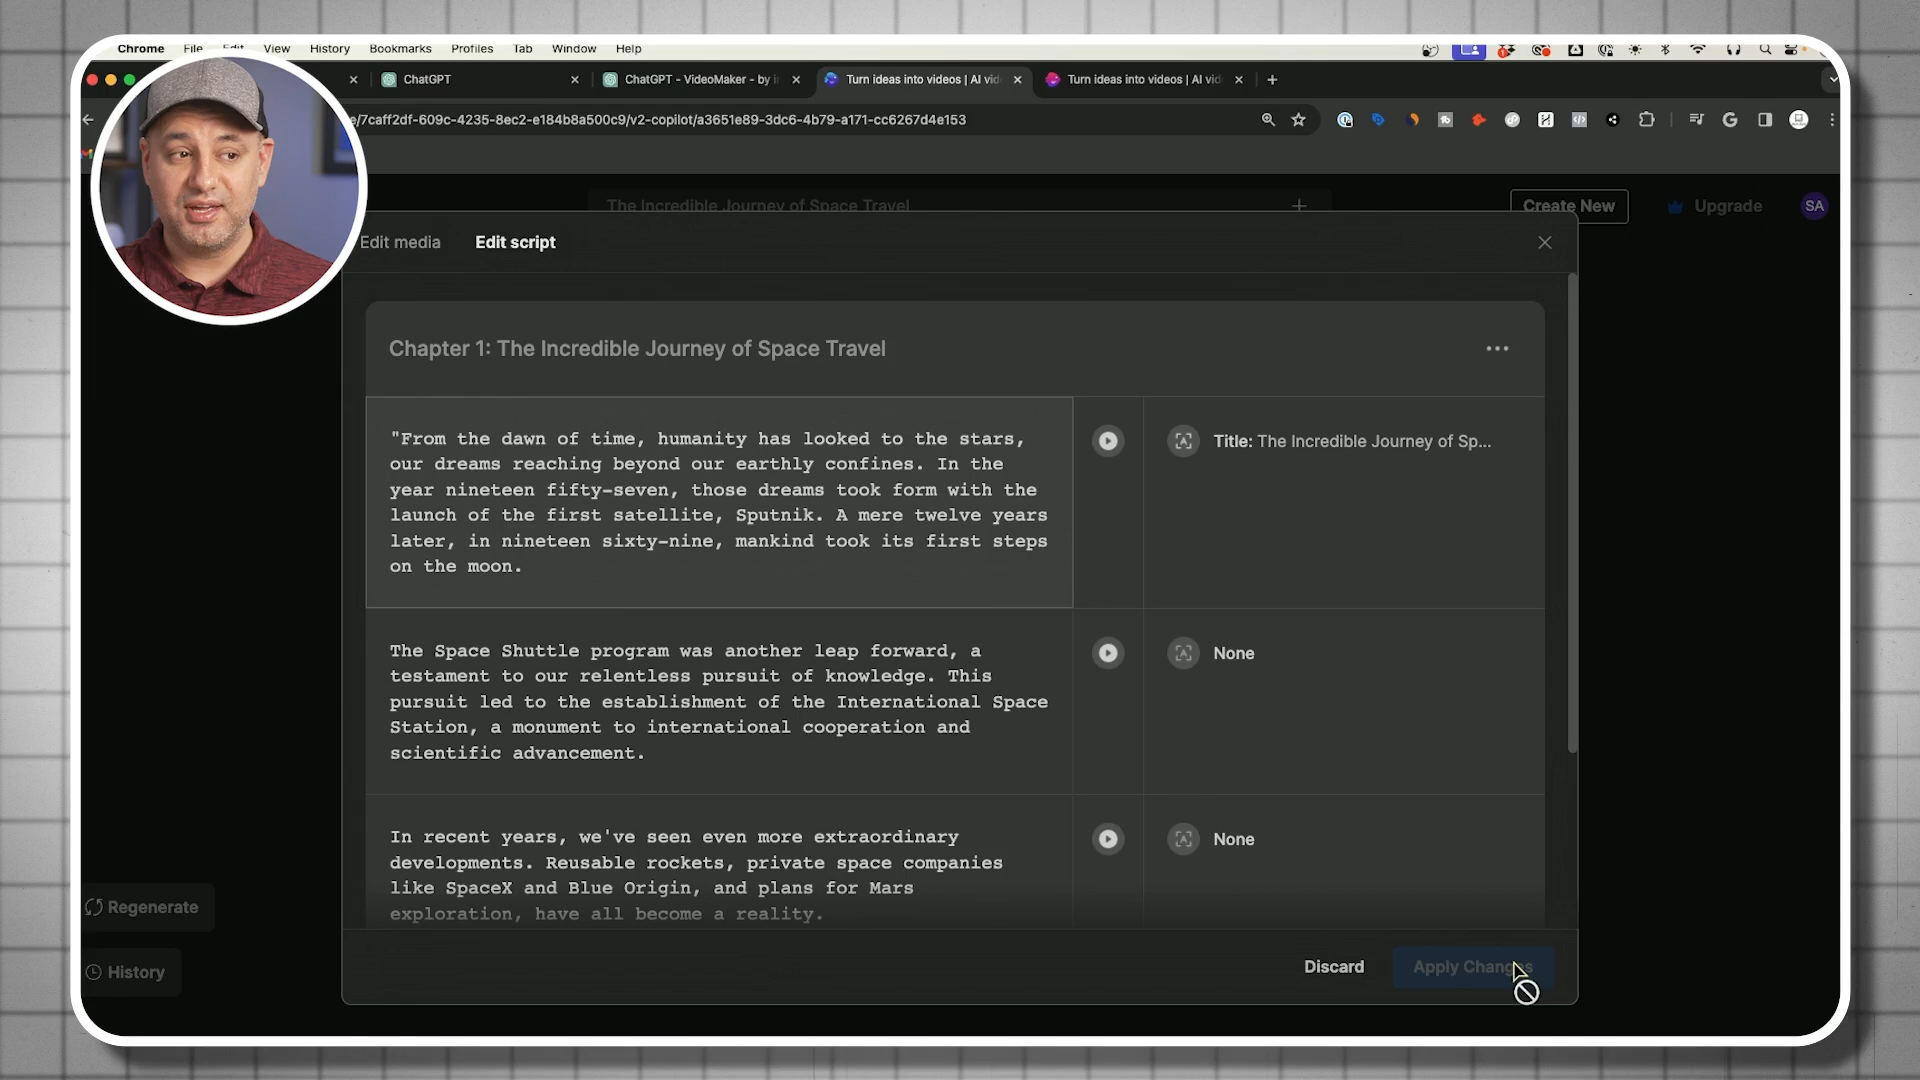 Chrome File Edit View History Bookmarks Profiles Tab Window Help
ChatGPT
ChatGPT - VideoMaker - by i
Turn ideas into videos | AI vid
Turn ideas into videos | AI vid
e/7caff2df-609c-4235-8ec2-e184b8a500c9/v2-copilot/a3651e89-3dc6-4b79-a171-cc6267d4e153
The Incredible Journey of Space Travel
Create New
Upgrade
SA
Edit media
Edit script
Chapter 1: The Incredible Journey of Space Travel
"From the dawn of time, humanity has looked to the stars,
our dreams reaching beyond our earthly confines. In the
year nineteen fifty-seven, those dreams took form with the
launch of the first satellite, Sputnik. A mere twelve years
later, in nineteen sixty-nine, mankind took its first steps
on the moon.
Title: The Incredible Journey of Sp...
The Space Shuttle program was another leap forward, a
testament to our relentless pursuit of knowledge. This
pursuit led to the establishment of the International Space
Station, a monument to international cooperation and
scientific advancement.
None
In recent years, we've seen even more extraordinary
developments. Reusable rockets, private space companies
like SpaceX and Blue Origin, and plans for Mars
exploration, have all become a reality.
None
Regenerate
History
Discard
Apply Changes